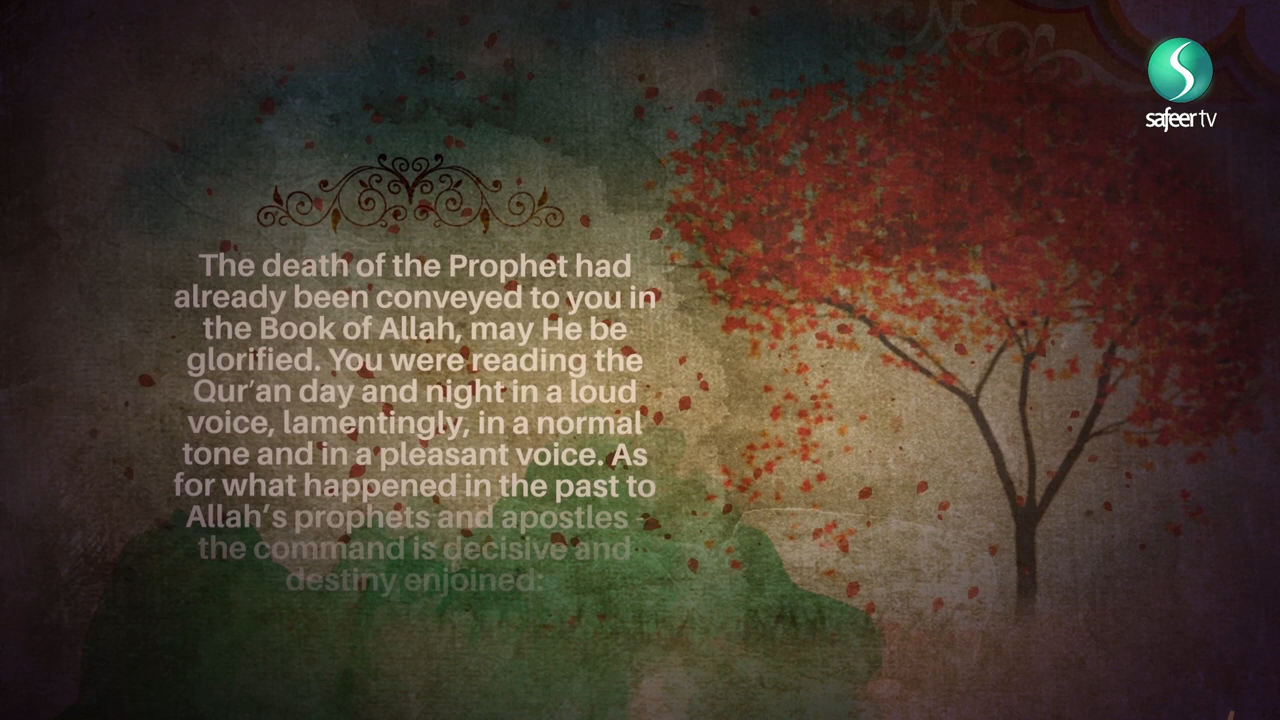 safeer tv
The death of the Prophet had
already been conveyed to you in
the Book of Allah, may He be
glorified. You were reading the
Qur’an day and night in a loud
voice, lamentingly, in a normal
tone and in a pleasant voice. As
for what happened in the past to
Allah’s prophets and apostles -
the command is decisive and
destiny enjoined: